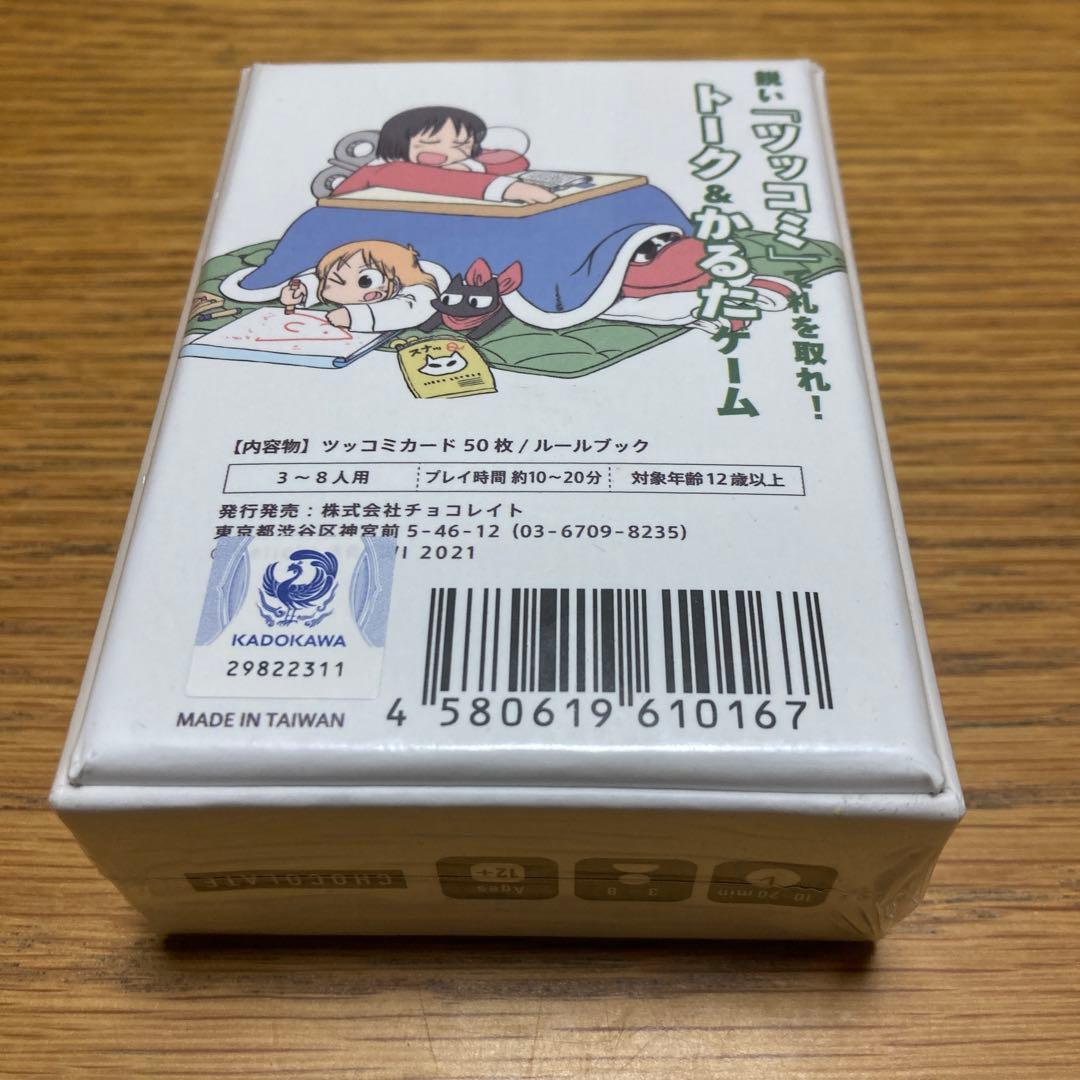 鋭い「ツッコミ」で札を取れ！
トーク&かるたゲーム
スナック
【内容物】ツッコミカード 50 枚 / ルールブック
3 〜 8 人用
プレイ時間 約10〜20分
対象年齢 12 歳以上
発行発売：株式会社チョコレイト
東京都渋谷区神宮前 5-46-12 (03-6709-8235)
2021
KADOKAWA
29822311
MADE IN TAIWAN
4 580619 610167
CHOCOLATE
Ages
12+
3 8
10-20 min